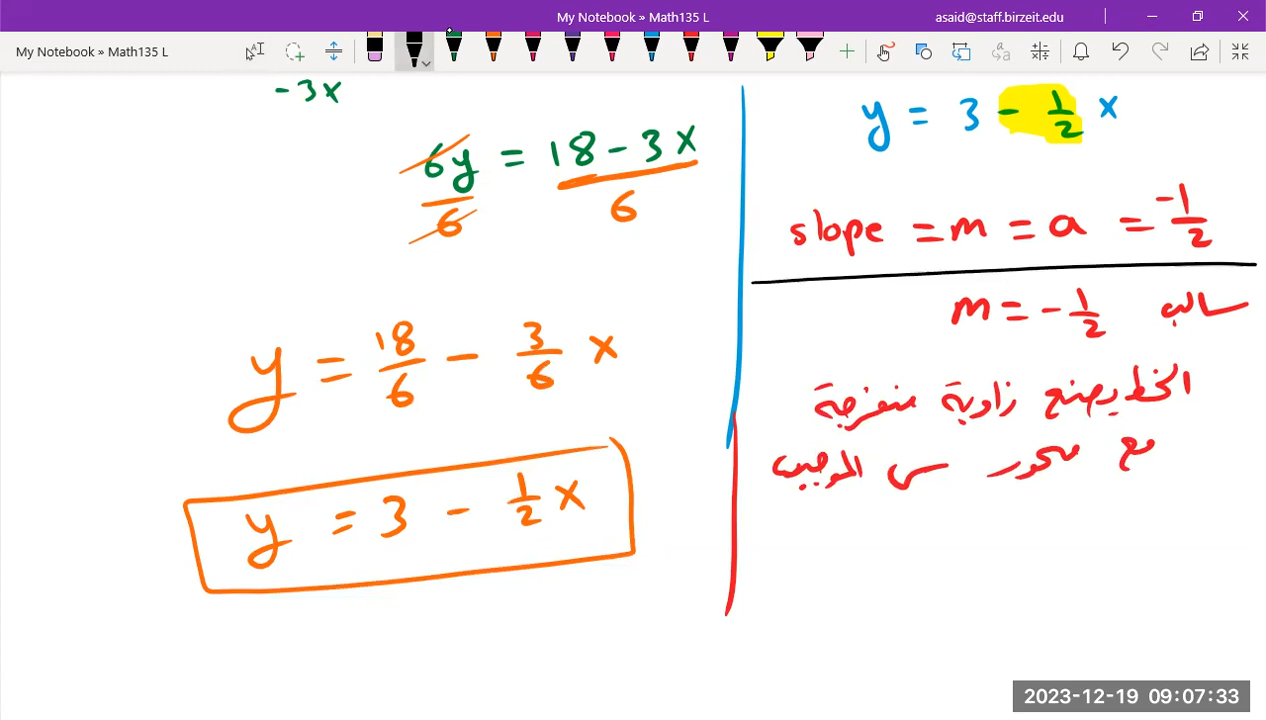 My Notebook » Math135 L
asaid@staff.birzeit.edu
My Notebook » Math135 L
- 3x
6y = 18 - 3x
6 6
y = 18/6 - 3/6 x
y = 3 - 1/2 x
y = 3 - 1/2 x
slope = m = a = -1/2
m = - 1/2 سالب
الخط يصنع زاوية منفرجة
مع محور س الموجب
2023-12-19 09:07:33